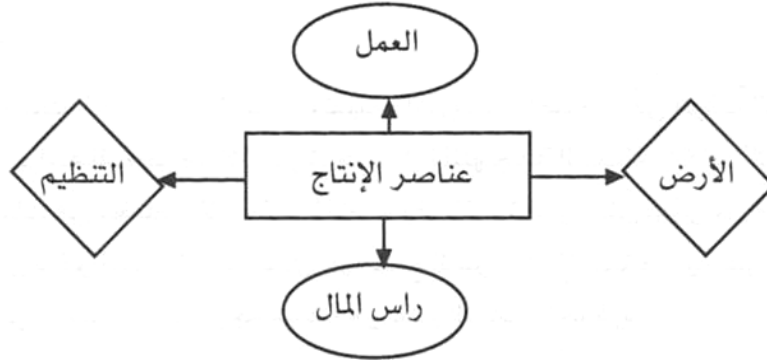 العمل
الأرض
عناصر الإنتاج
التنظيم
راس المال